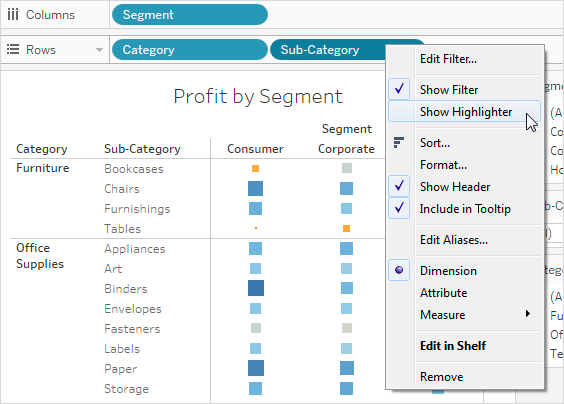 Columns Segment
Rows Category Sub-Category
Profit by Segment
Segment
Category Sub-Category Consumer Corporate
Furniture Bookcases
Chairs
Furnishings
Tables
Office Supplies Appliances
Art
Binders
Envelopes
Fasteners
Labels
Paper
Storage
Edit Filter...
Show Filter
Show Highlighter
Sort...
Format...
Show Header
Include in Tooltip
Edit Aliases...
Dimension
Attribute
Measure
Edit in Shelf
Remove